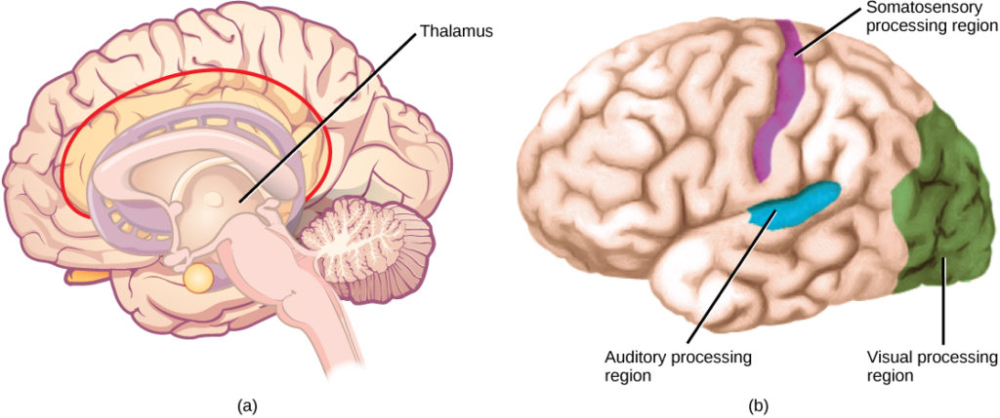 Thalamus
(a)
Somatosensory
processing region
Auditory processing
region
Visual processing
region
(b)